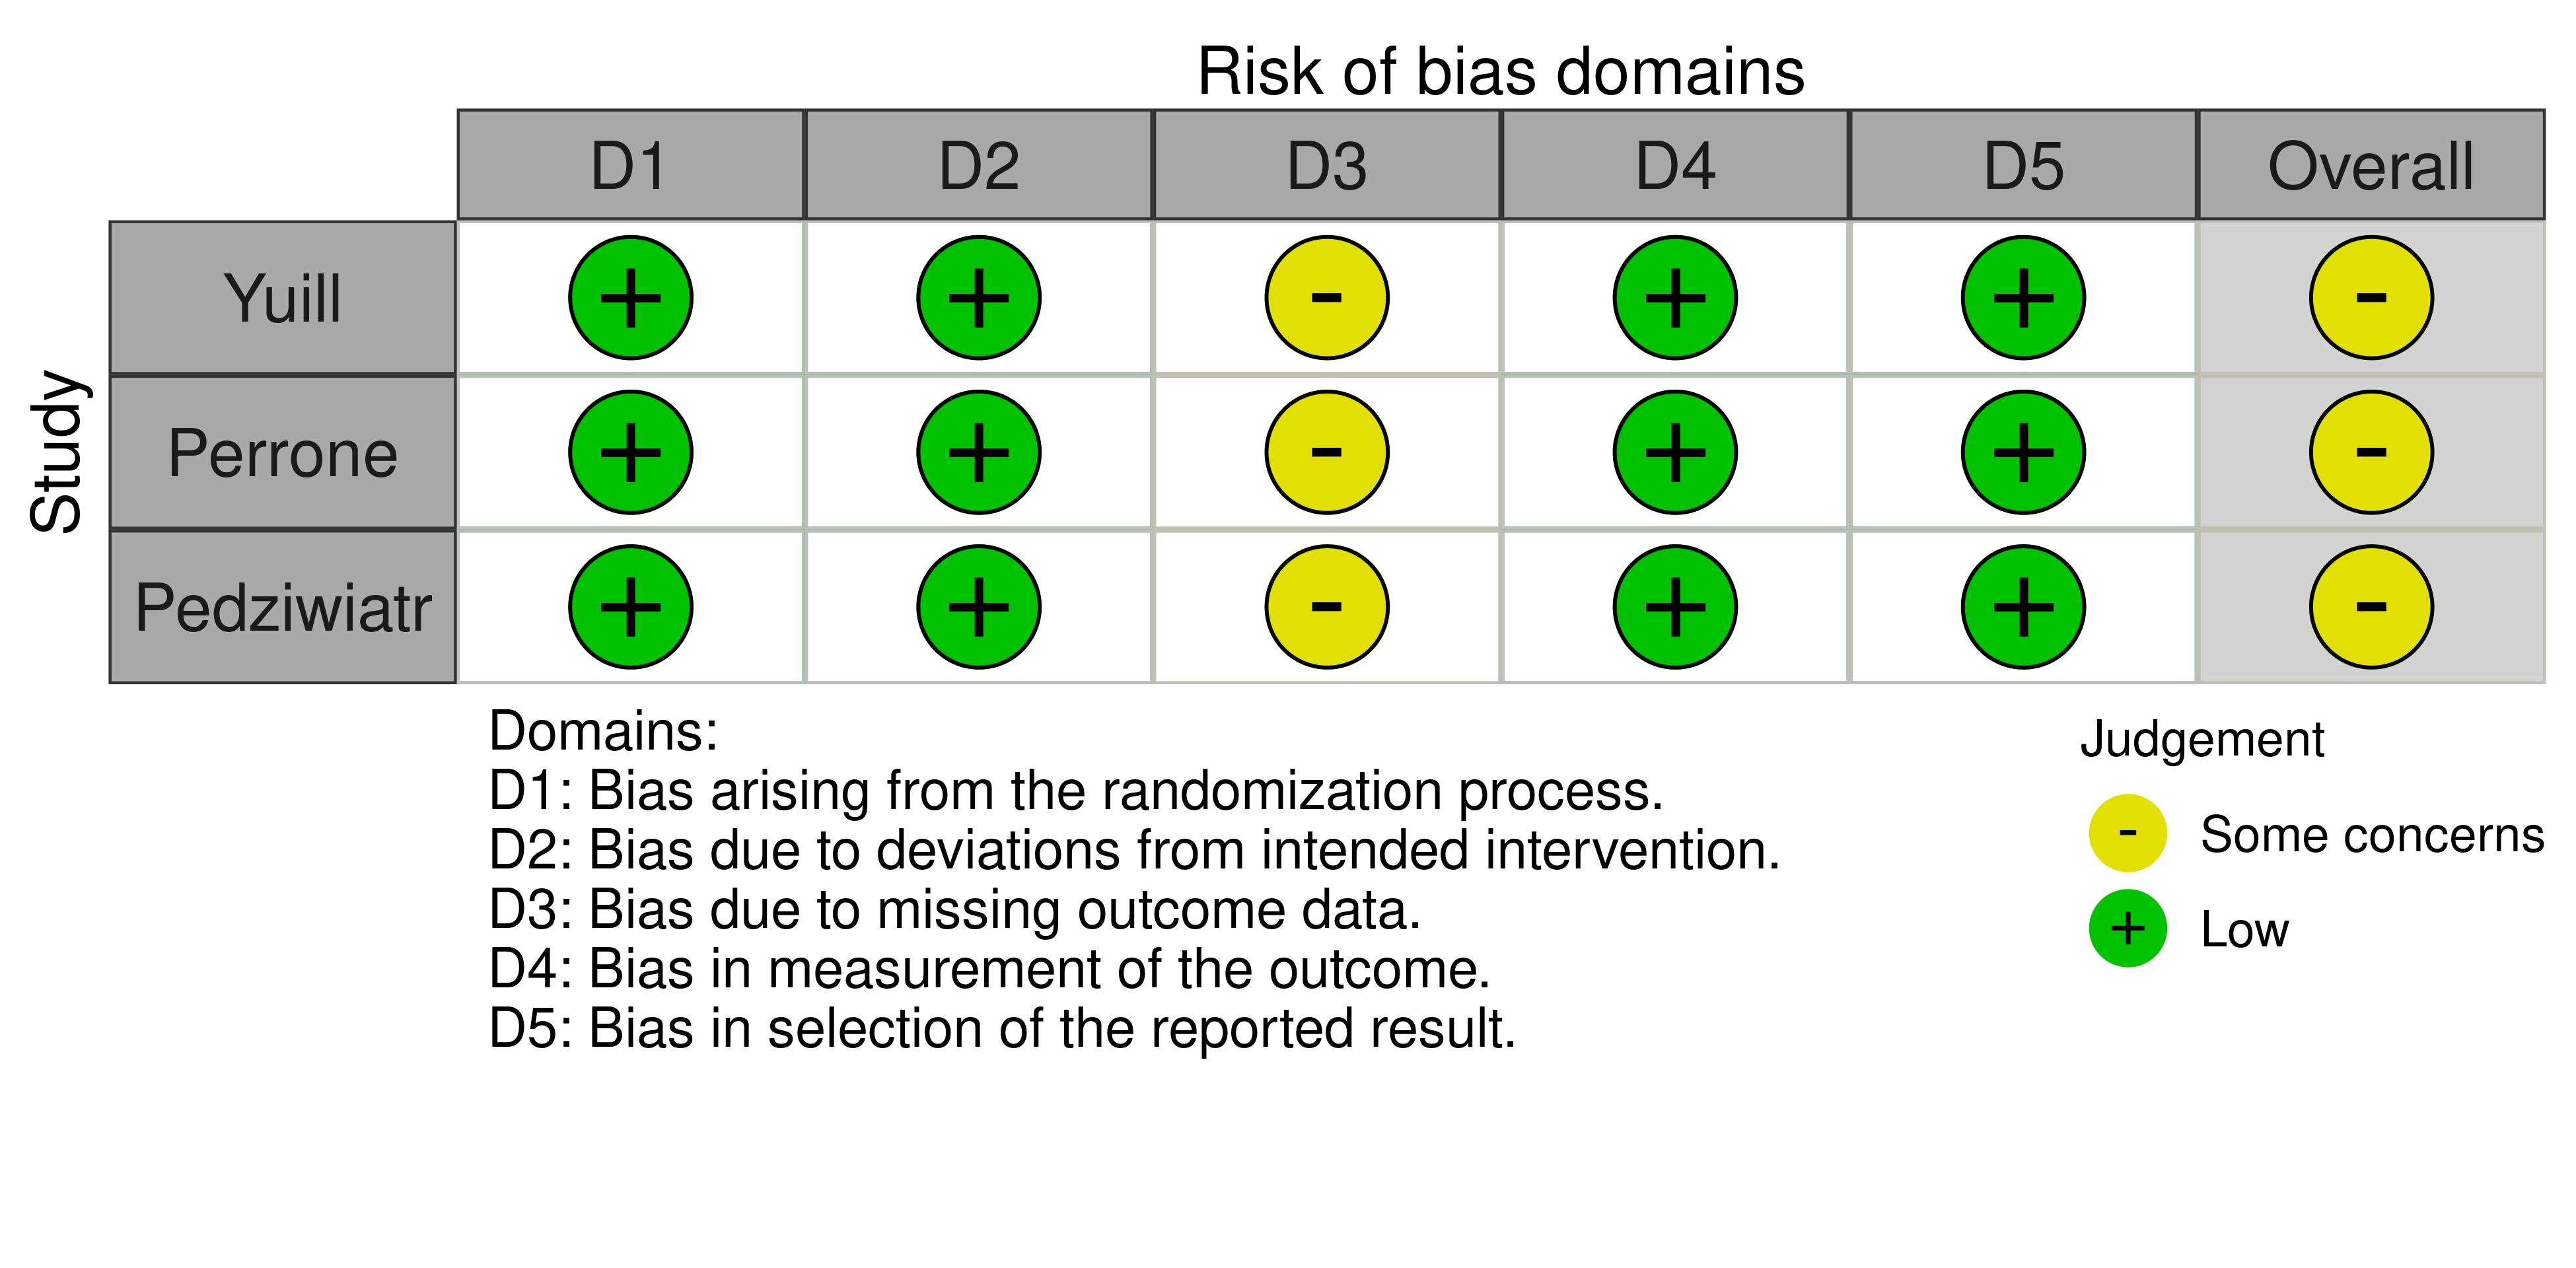 Risk of bias domains
D1 D2 D3 D4 D5 Overall
Study
Yuill + + - + + -
Perrone + + - + + -
Pedziwiatr + + - + + -
Domains:
D1: Bias arising from the randomization process.
D2: Bias due to deviations from intended intervention.
D3: Bias due to missing outcome data.
D4: Bias in measurement of the outcome.
D5: Bias in selection of the reported result.
Judgement
- Some concerns
+ Low